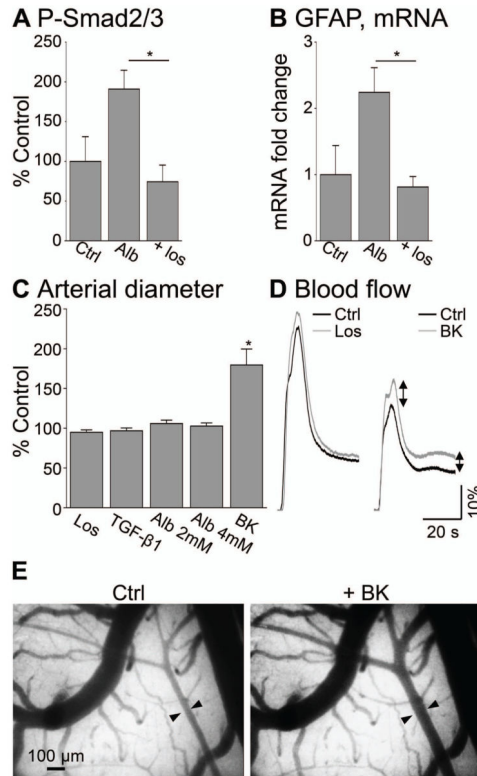 A P-Smad2/3
% Control
250
200
150
100
50
0
*
Ctrl
Alb
+ los
B GFAP, mRNA
mRNA fold change
3
2
1
0
*
Ctrl
Alb
+ los
C Arterial diameter
% Control
250
200
150
100
50
0
*
Los
TGF-β1
Alb 2mM
Alb 4mM
BK
D Blood flow
Ctrl
Los
Ctrl
BK
10%
20 s
E
Ctrl
+ BK
100 µm